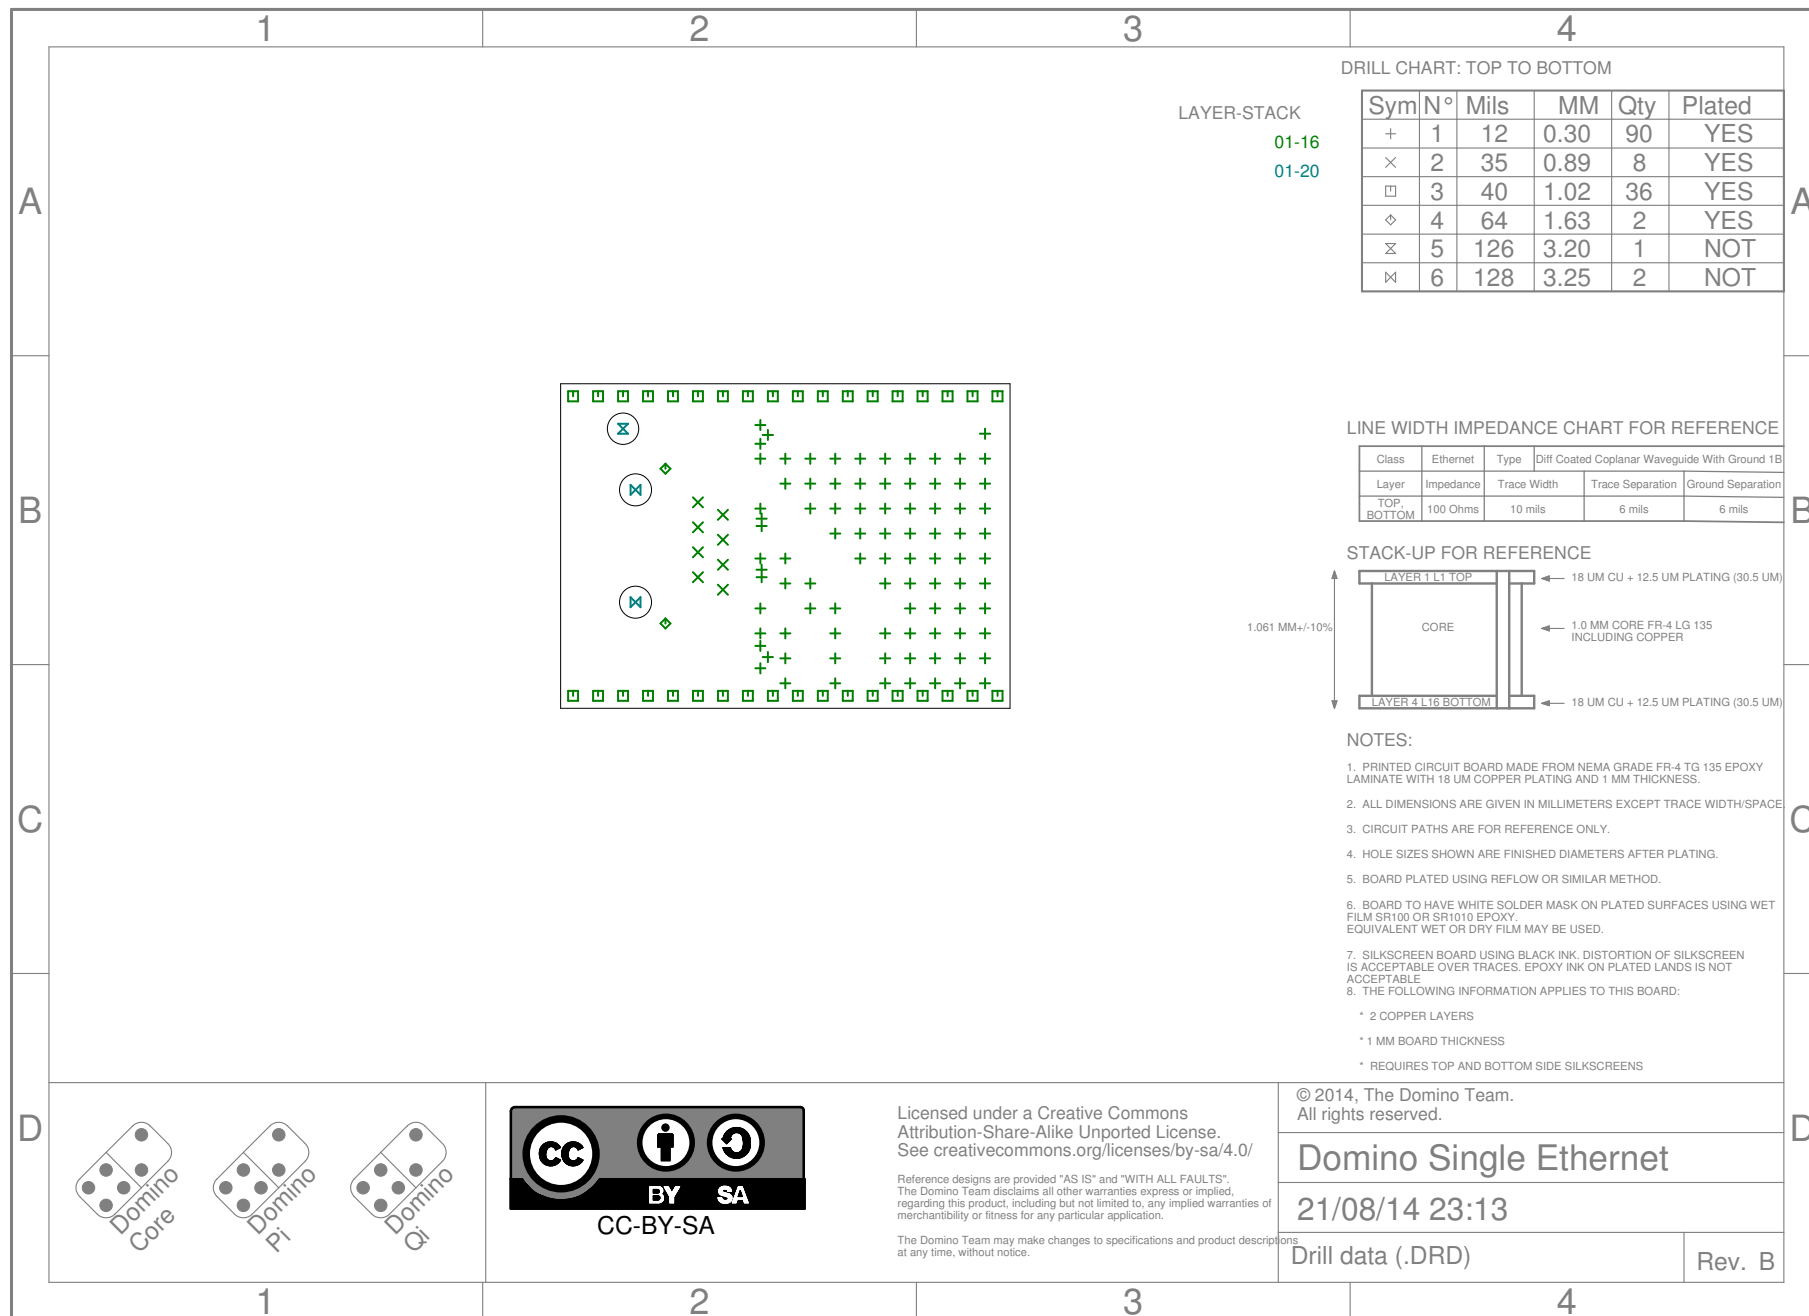 1 2 3 4
DRILL CHART: TOP TO BOTTOM
LAYER-STACK
01-16
01-20
Sym N° Mils MM Qty Plated
+ 1 12 0.30 90 YES
× 2 35 0.89 8 YES
3 40 1.02 36 YES
4 64 1.63 2 YES
5 126 3.20 1 NOT
6 128 3.25 2 NOT
A A
B B
LINE WIDTH IMPEDANCE CHART FOR REFERENCE
Class Ethernet Type Diff Coated Coplanar Waveguide With Ground 1B
Layer Impedance Trace Width Trace Separation Ground Separation
TOP,
BOTTOM 100 Ohms 10 mils 6 mils 6 mils
STACK-UP FOR REFERENCE
LAYER 1 L1 TOP
18 UM CU + 12.5 UM PLATING (30.5 UM)
1.061 MM+/-10%
CORE
1.0 MM CORE FR-4 LG 135
INCLUDING COPPER
LAYER 4 L16 BOTTOM
18 UM CU + 12.5 UM PLATING (30.5 UM)
C C
NOTES:
1. PRINTED CIRCUIT BOARD MADE FROM NEMA GRADE FR-4 TG 135 EPOXY
LAMINATE WITH 18 UM COPPER PLATING AND 1 MM THICKNESS.
2. ALL DIMENSIONS ARE GIVEN IN MILLIMETERS EXCEPT TRACE WIDTH/SPACE.
3. CIRCUIT PATHS ARE FOR REFERENCE ONLY.
4. HOLE SIZES SHOWN ARE FINISHED DIAMETERS AFTER PLATING.
5. BOARD PLATED USING REFLOW OR SIMILAR METHOD.
6. BOARD TO HAVE WHITE SOLDER MASK ON PLATED SURFACES USING WET
FILM SR100 OR SR1010 EPOXY.
EQUIVALENT WET OR DRY FILM MAY BE USED.
7. SILKSCREEN BOARD USING BLACK INK. DISTORTION OF SILKSCREEN
IS ACCEPTABLE OVER TRACES. EPOXY INK ON PLATED LANDS IS NOT
ACCEPTABLE
8. THE FOLLOWING INFORMATION APPLIES TO THIS BOARD:
* 2 COPPER LAYERS
* 1 MM BOARD THICKNESS
* REQUIRES TOP AND BOTTOM SIDE SILKSCREENS
D D
Domino
Core
Domino
Pi
Domino
Qi
cc
BY SA
CC-BY-SA
Licensed under a Creative Commons
Attribution-Share-Alike Unported License.
See creativecommons.org/licenses/by-sa/4.0/
Reference designs are provided "AS IS" and "WITH ALL FAULTS".
The Domino Team disclaims all other warranties express or implied,
regarding this product, including but not limited to, any implied warranties of
merchantibility or fitness for any particular application.
The Domino Team may make changes to specifications and product descriptions
at any time, without notice.
© 2014, The Domino Team.
All rights reserved.
Domino Single Ethernet
21/08/14 23:13
Drill data (.DRD)
Rev. B
1 2 3 4